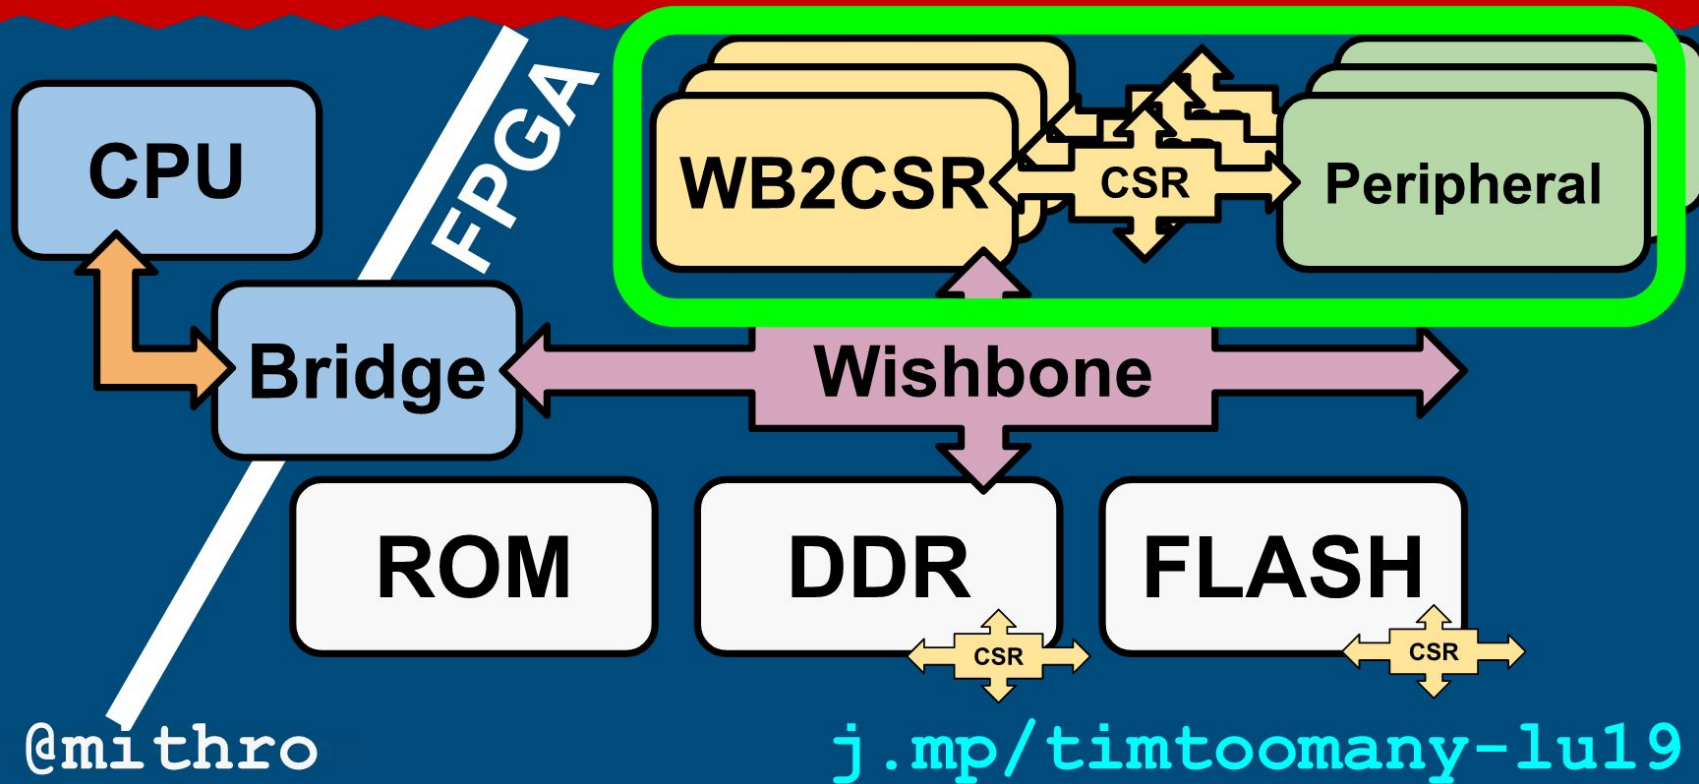 CPU
FPGA
WB2CSR
CSR
Peripheral
Bridge
Wishbone
ROM
DDR
FLASH
CSR
CSR
@mithro
j.mp/timtoomany-lu19